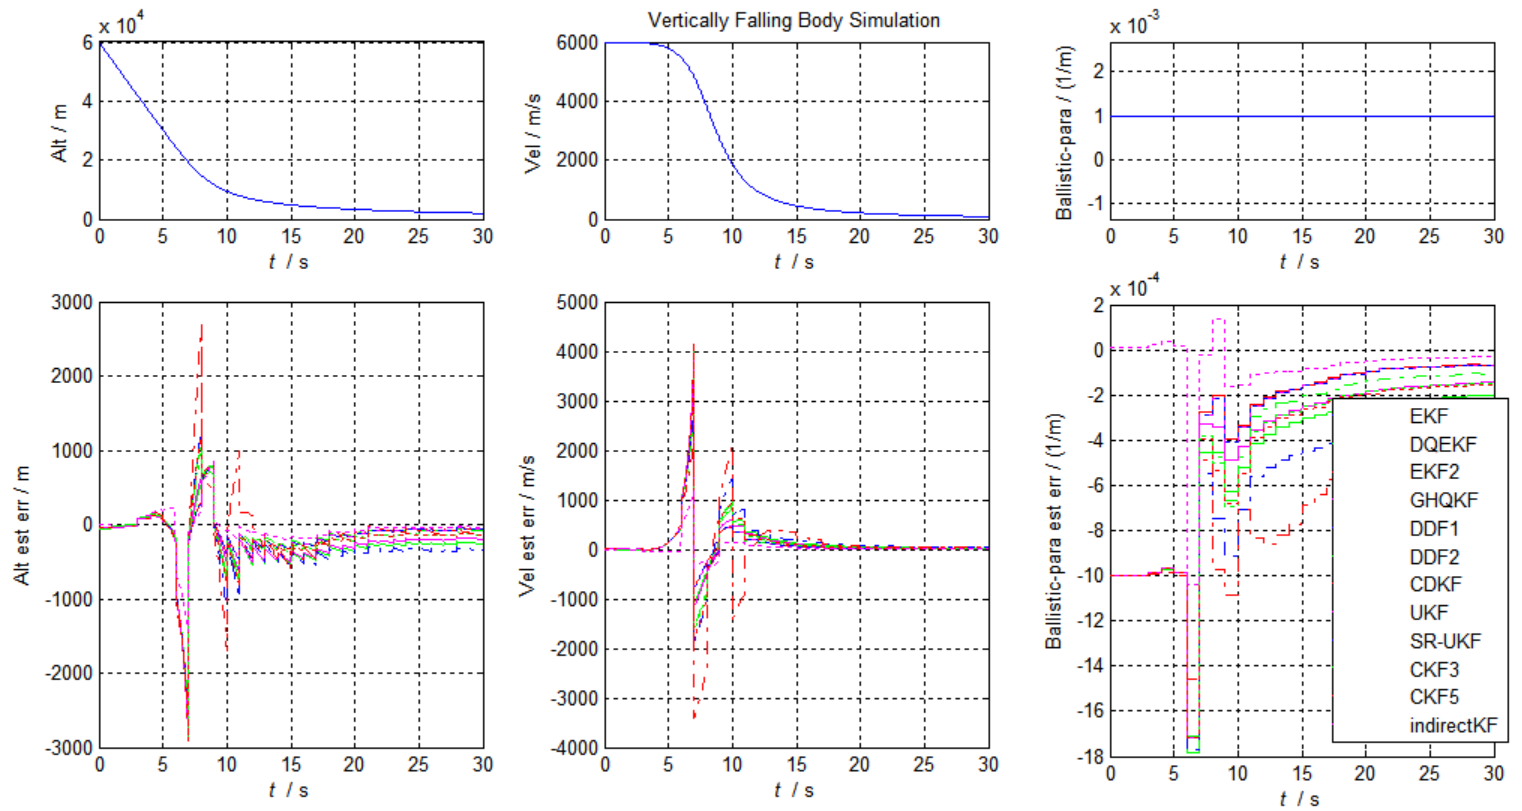 Vertically Falling Body Simulation
x 10⁴
6
4
2
0
Alt / m
0 5 10 15 20 25 30
t / s
6000
4000
2000
0
Vel / m/s
0 5 10 15 20 25 30
t / s
x 10⁻³
2
1
0
-1
Ballistic-para / (1/m)
0 5 10 15 20 25 30
t / s
3000
2000
1000
0
-1000
-2000
-3000
Alt est err / m
0 5 10 15 20 25 30
t / s
5000
4000
3000
2000
1000
0
-1000
-2000
-3000
-4000
Vel est err / m/s
0 5 10 15 20 25 30
t / s
x 10⁻⁴
2
0
-2
-4
-6
-8
-10
-12
-14
-16
-18
Ballistic-para est err / (1/m)
0 5 10 15 20 25 30
t / s
EKF
DQEKF
EKF2
GHQKF
DDF1
DDF2
CDKF
UKF
SR-UKF
CKF3
CKF5
indirectKF